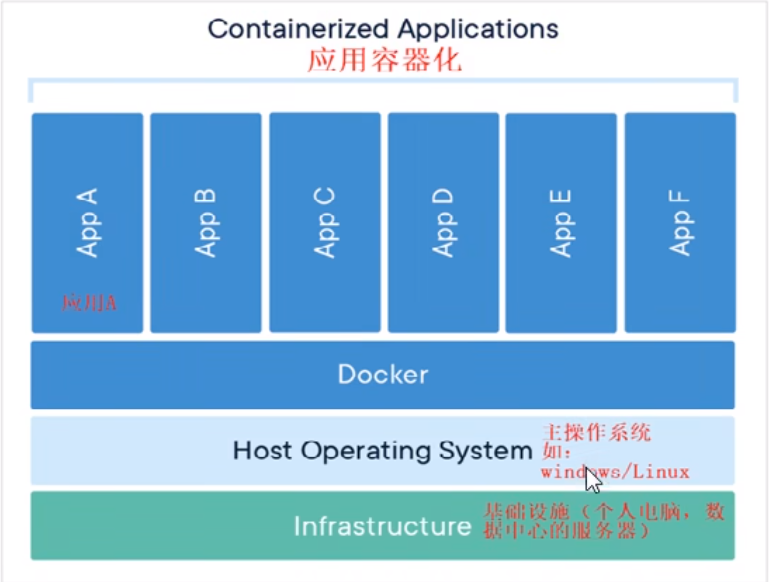 Containerized Applications
应用容器化
App A
App B
App C
App D
App E
App F
应用A
Docker
Host Operating System
主操作系统
如：
windows/Linux
Infrastructure
基础设施（个人电脑，数
据中心的服务器）